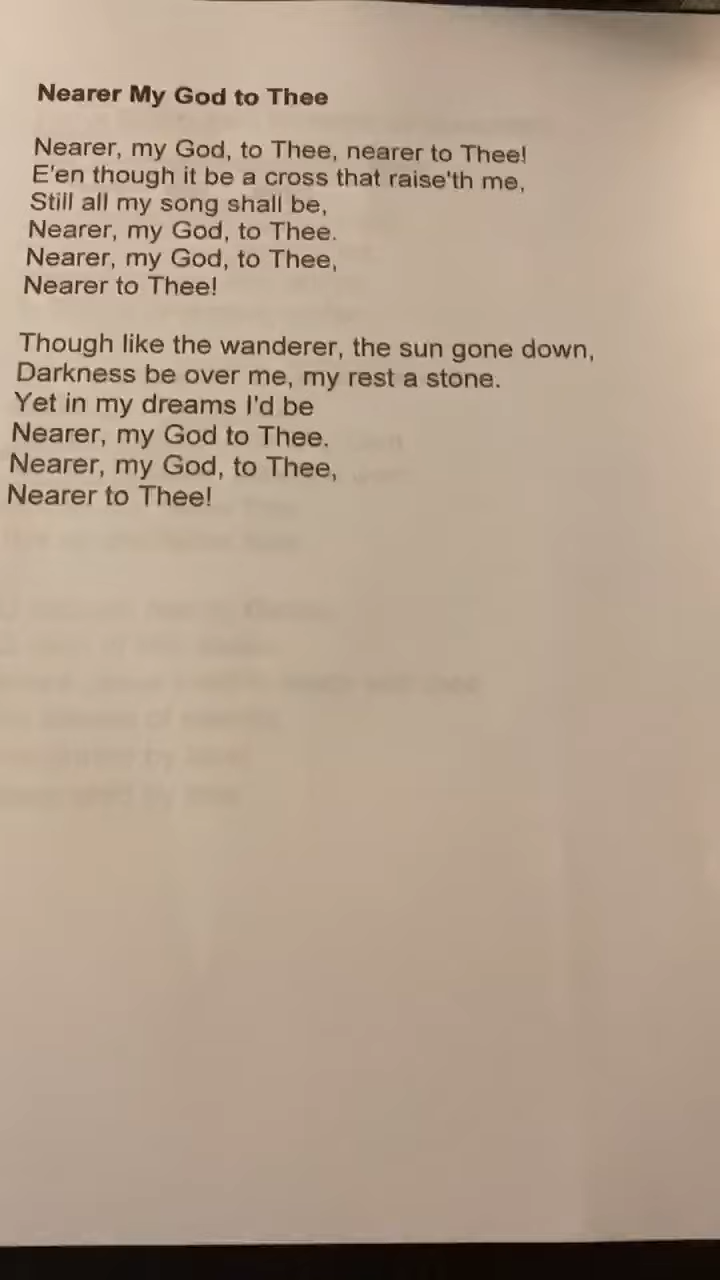 Nearer My God to Thee
Nearer, my God, to Thee, nearer to Thee!
E'en though it be a cross that raise'th me,
Still all my song shall be,
Nearer, my God, to Thee.
Nearer, my God, to Thee,
Nearer to Thee!
Though like the wanderer, the sun gone down,
Darkness be over me, my rest a stone.
Yet in my dreams I'd be
Nearer, my God to Thee.
Nearer, my God, to Thee,
Nearer to Thee!